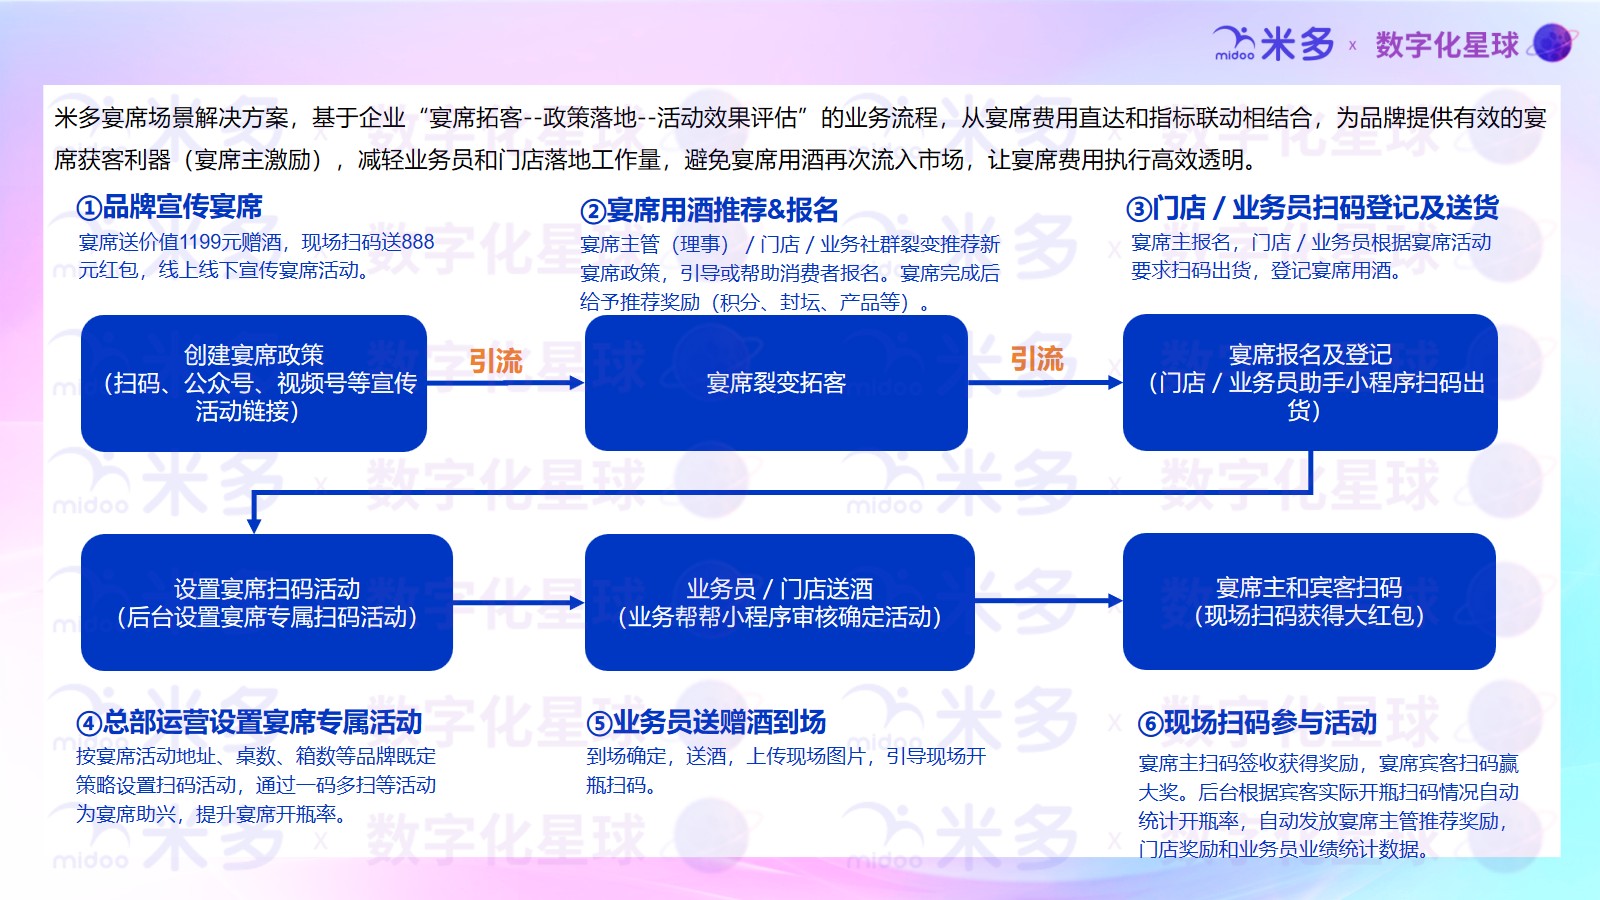 midoo 米多 x 数字化星球
米多宴席场景解决方案，基于企业“宴席拓客--政策落地--活动效果评估”的业务流程，从宴席费用直达和指标联动相结合，为品牌提供有效的宴
席获客利器（宴席主激励），减轻业务员和门店落地工作量，避免宴席用酒再次流入市场，让宴席费用执行高效透明。
①品牌宣传宴席
宴席送价值1199元赠酒，现场扫码送888
元红包，线上线下宣传宴席活动。
②宴席用酒推荐&报名
宴席主管（理事）/ 门店 / 业务社群裂变推荐新
宴席政策，引导或帮助消费者报名。宴席完成后
给予推荐奖励（积分、封坛、产品等）。
③门店 / 业务员扫码登记及送货
宴席主报名，门店 / 业务员根据宴席活动
要求扫码出货，登记宴席用酒。
创建宴席政策
（扫码、公众号、视频号等宣传
活动链接）
引流
宴席裂变拓客
引流
宴席报名及登记
（门店 / 业务员助手小程序扫码出
货）
设置宴席扫码活动
（后台设置宴席专属扫码活动）
业务员 / 门店送酒
（业务帮帮小程序审核确定活动）
宴席主和宾客扫码
（现场扫码获得大红包）
④总部运营设置宴席专属活动
按宴席活动地址、桌数、箱数等品牌既定
策略设置扫码活动，通过一码多扫等活动
为宴席助兴，提升宴席开瓶率。
⑤业务员送赠酒到场
到场确定，送酒，上传现场图片，引导现场开
瓶扫码。
⑥现场扫码参与活动
宴席主扫码签收获得奖励，宴席宾客扫码赢
大奖。后台根据宾客实际开瓶扫码情况自动
统计开瓶率，自动发放宴席主管推荐奖励，
门店奖励和业务员业绩统计数据。